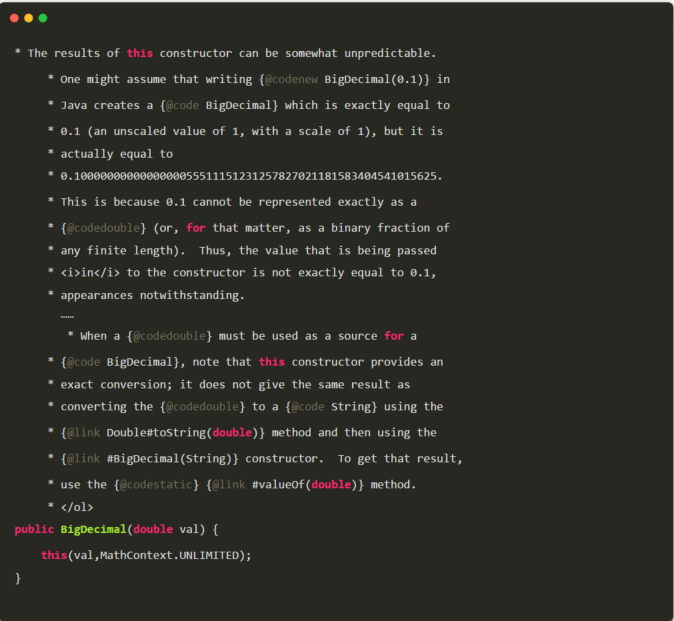 * The results of this constructor can be somewhat unpredictable.
* One might assume that writing {@codenew BigDecimal(0.1)} in
* Java creates a {@code BigDecimal} which is exactly equal to
* 0.1 (an unscaled value of 1, with a scale of 1), but it is
* actually equal to
* 0.1000000000000000055511151231257827021181583404541015625.
* This is because 0.1 cannot be represented exactly as a
* {@codedouble} (or, for that matter, as a binary fraction of
* any finite length).  Thus, the value that is being passed
* <i>in</i> to the constructor is not exactly equal to 0.1,
* appearances notwithstanding.
……
* When a {@codedouble} must be used as a source for a
* {@code BigDecimal}, note that this constructor provides an
* exact conversion; it does not give the same result as
* converting the {@codedouble} to a {@code String} using the
* {@link Double#toString(double)} method and then using the
* {@link #BigDecimal(String)} constructor.  To get that result,
* use the {@codestatic} {@link #valueOf(double)} method.
* </ol>
public BigDecimal(double val) {
this(val,MathContext.UNLIMITED);
}